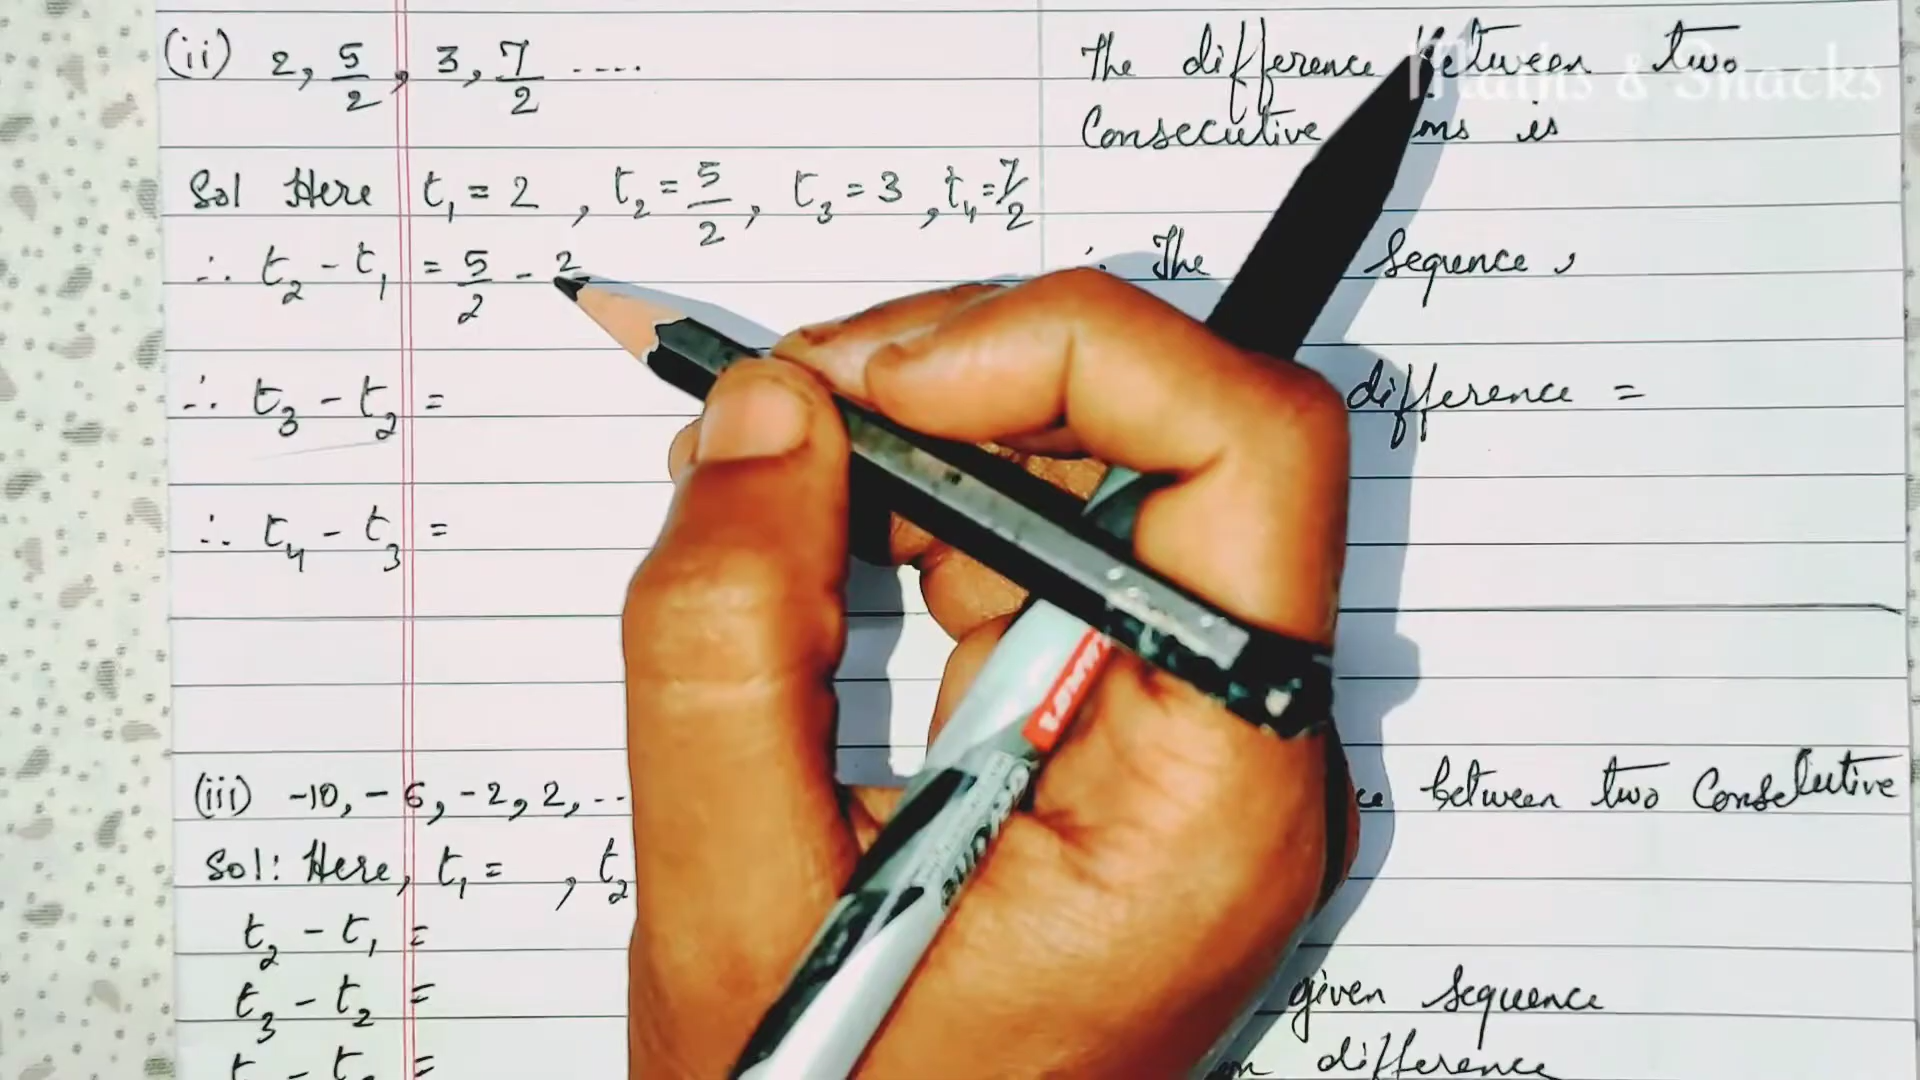 (ii) 2, 5/2, 3, 7/2 ....
Sol Here t₁ = 2, t₂ = 5/2, t₃ = 3, t₄ = 7/2
∴ t₂ - t₁ = 5/2 - 2
∴ t₃ - t₂ =
∴ t₄ - t₃ =
(iii) -10, -6, -2, 2, ..
Sol: Here, t₁ = , t₂
t₂ - t₁ =
t₃ - t₂ =
The difference between two
Consecutive is
∴ The Sequence,
difference =
between two Consecutive
given sequence
difference
Maths & Snacks